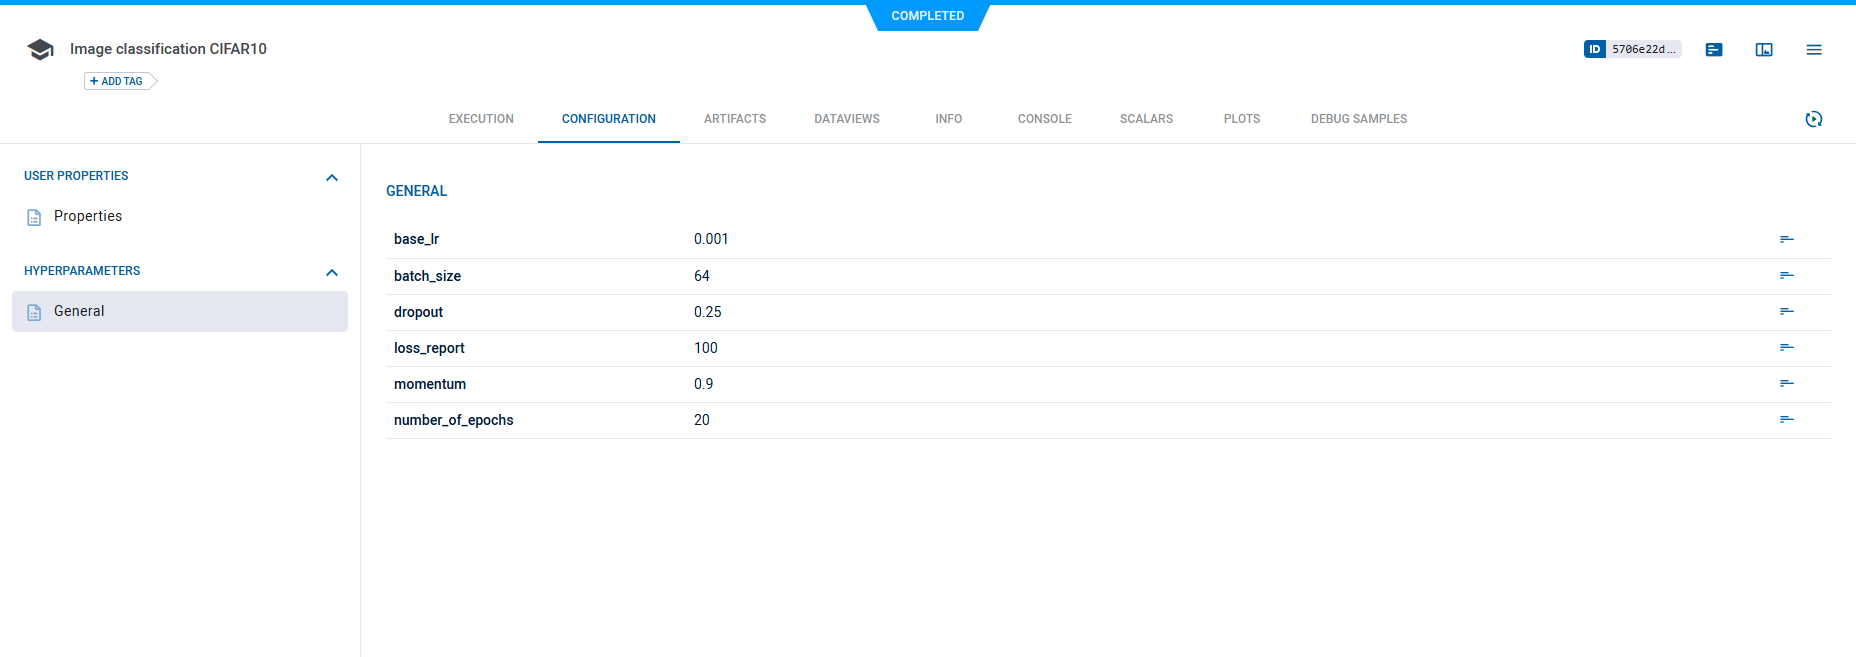 COMPLETED
Image classification CIFAR10
ID 5706e22d...
+ ADD TAG
EXECUTION CONFIGURATION ARTIFACTS DATAVIEWS INFO CONSOLE SCALARS PLOTS DEBUG SAMPLES
USER PROPERTIES
Properties
HYPERPARAMETERS
General
GENERAL
base_lr 0.001
batch_size 64
dropout 0.25
loss_report 100
momentum 0.9
number_of_epochs 20